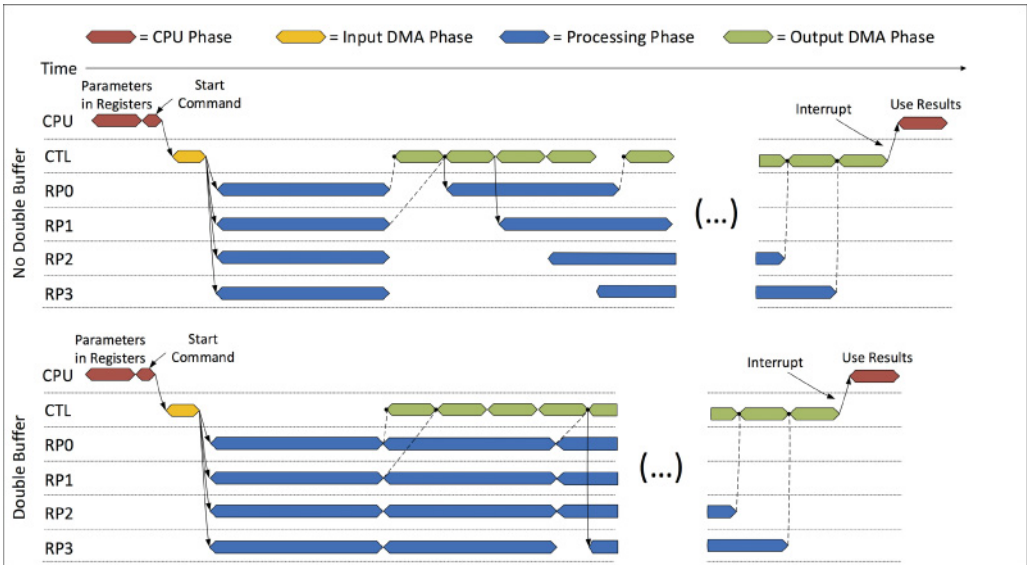 = CPU Phase = Input DMA Phase = Processing Phase = Output DMA Phase
Time
No Double Buffer
Parameters
in Registers
Start
Command
Interrupt
Use Results
CPU
CTL
RP0
RP1
(...)
RP2
RP3
Double Buffer
Parameters
in Registers
Start
Command
Interrupt
Use Results
CPU
CTL
RP0
RP1
(...)
RP2
RP3